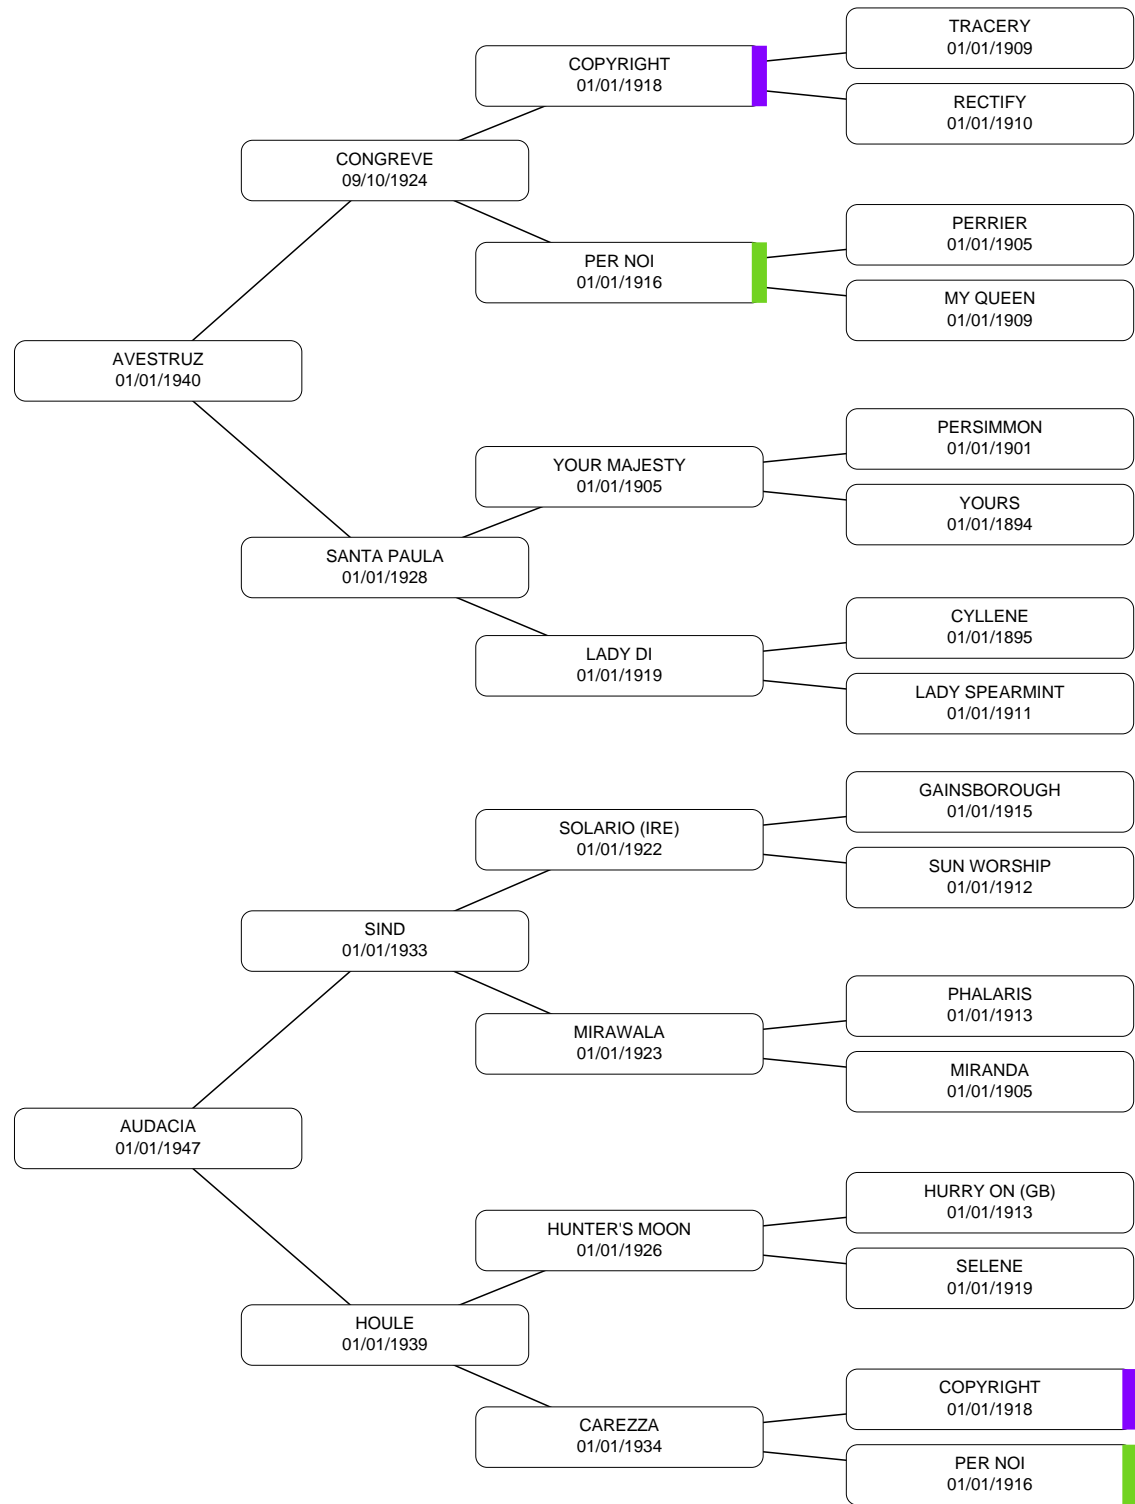 TRACERY
01/01/1909
COPYRIGHT
01/01/1918
RECTIFY
01/01/1910
CONGREVE
09/10/1924
PERRIER
01/01/1905
PER NOI
01/01/1916
MY QUEEN
01/01/1909
AVESTRUZ
01/01/1940
PERSIMMON
01/01/1901
YOUR MAJESTY
01/01/1905
YOURS
01/01/1894
SANTA PAULA
01/01/1928
CYLLENE
01/01/1895
LADY DI
01/01/1919
LADY SPEARMINT
01/01/1911
GAINSBOROUGH
01/01/1915
SOLARIO (IRE)
01/01/1922
SUN WORSHIP
01/01/1912
SIND
01/01/1933
PHALARIS
01/01/1913
MIRAWALA
01/01/1923
MIRANDA
01/01/1905
AUDACIA
01/01/1947
HURRY ON (GB)
01/01/1913
HUNTER'S MOON
01/01/1926
SELENE
01/01/1919
HOULE
01/01/1939
COPYRIGHT
01/01/1918
CAREZZA
01/01/1934
PER NOI
01/01/1916